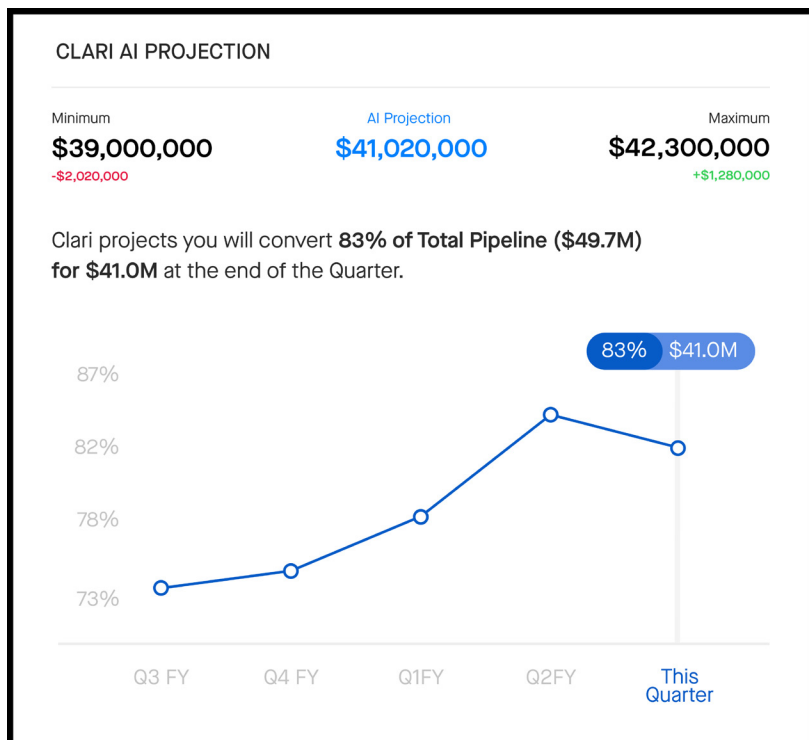 CLARI AI PROJECTION
Minimum
AI Projection
Maximum
$39,000,000
$41,020,000
$42,300,000
-$2,020,000
+$1,280,000
Clari projects you will convert 83% of Total Pipeline ($49.7M)
for $41.0M at the end of the Quarter.
83% $41.0M
87%
82%
78%
73%
Q3 FY
Q4 FY
Q1FY
Q2FY
This
Quarter